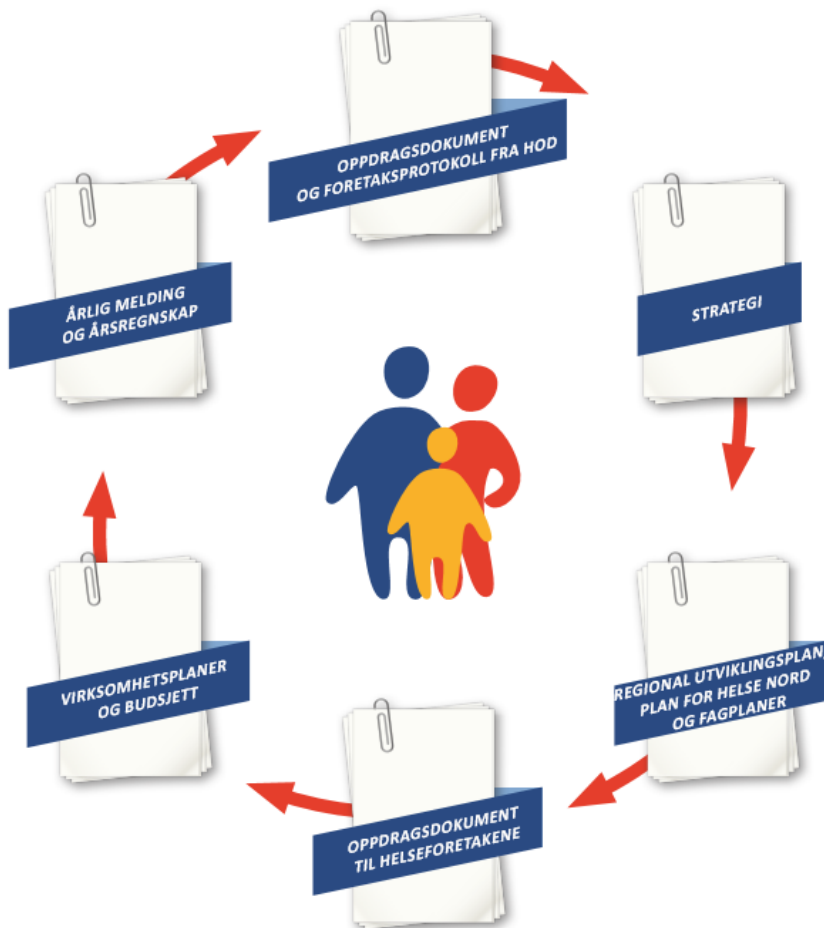 OPPDRAGSDOKUMENT
OG FORETAKSPROTOKOLL FRA HOD
STRATEGI
REGIONAL UTVIKLINGSPLAN,
PLAN FOR HELSE NORD
OG FAGPLANER
OPPDRAGSDOKUMENT
TIL HELSEFORETAKENE
VIRKSOMHETSPLANER
OG BUDSJETT
ÅRLIG MELDING
OG ÅRSREGNSKAP